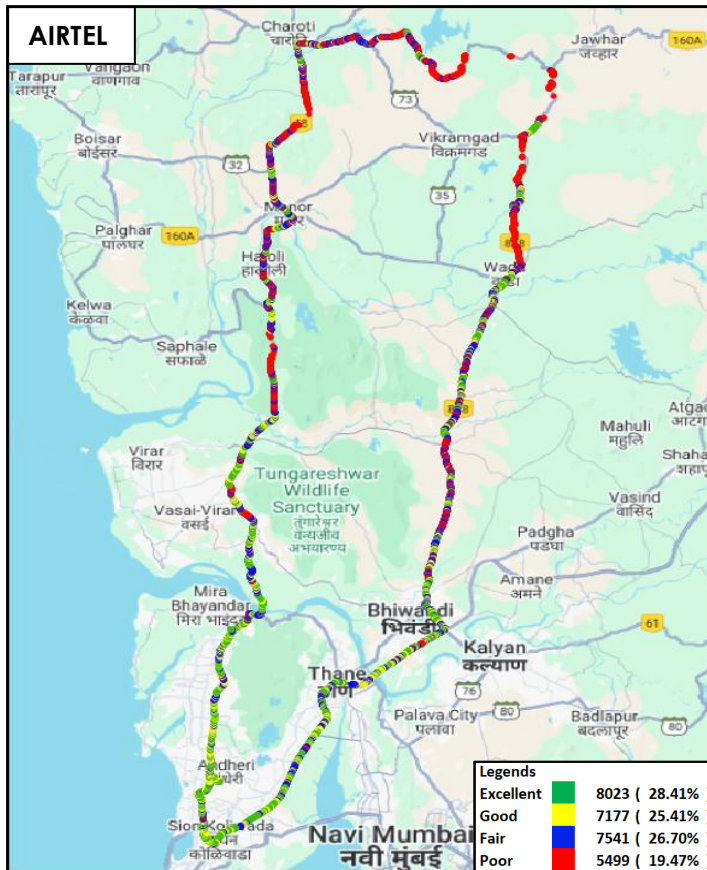 AIRTEL
Charoti
चारोटी
Jawhar
जव्हार
160A
Tarapur
तारापूर
Vangaon
वाणगाव
73
Boisar
बोईसर
Vikramgad
विक्रमगड
32
35
Manor
Palghar
पालघर
160A
Wada
वाडा
Kelwa
केळवा
Saphale
सफाळे
Mahuli
महुली
Virar
विरार
Tungareshwar
Wildlife
Sanctuary
तुंगारेश्वर
वन्यजीव
अभयारण्य
Vasai-Virar
वसई
Vasind
वासिंद
Padgha
पडघा
Amane
अमने
Mira
Bhayandar
मिरा भाईंदर
Bhiwandi
भिवंडी
61
Kalyan
कल्याण
Thane
ठाणे
76
Palava City
पलावा
80
Badlapur
बदलापूर
80
Andheri
अंधेरी
Sion Koliwada
कोळिवाडा
Navi Mumbai
नवी मुंबई
Legends
Excellent 8023 ( 28.41% )
Good 7177 ( 25.41% )
Fair 7541 ( 26.70% )
Poor 5499 ( 19.47% )